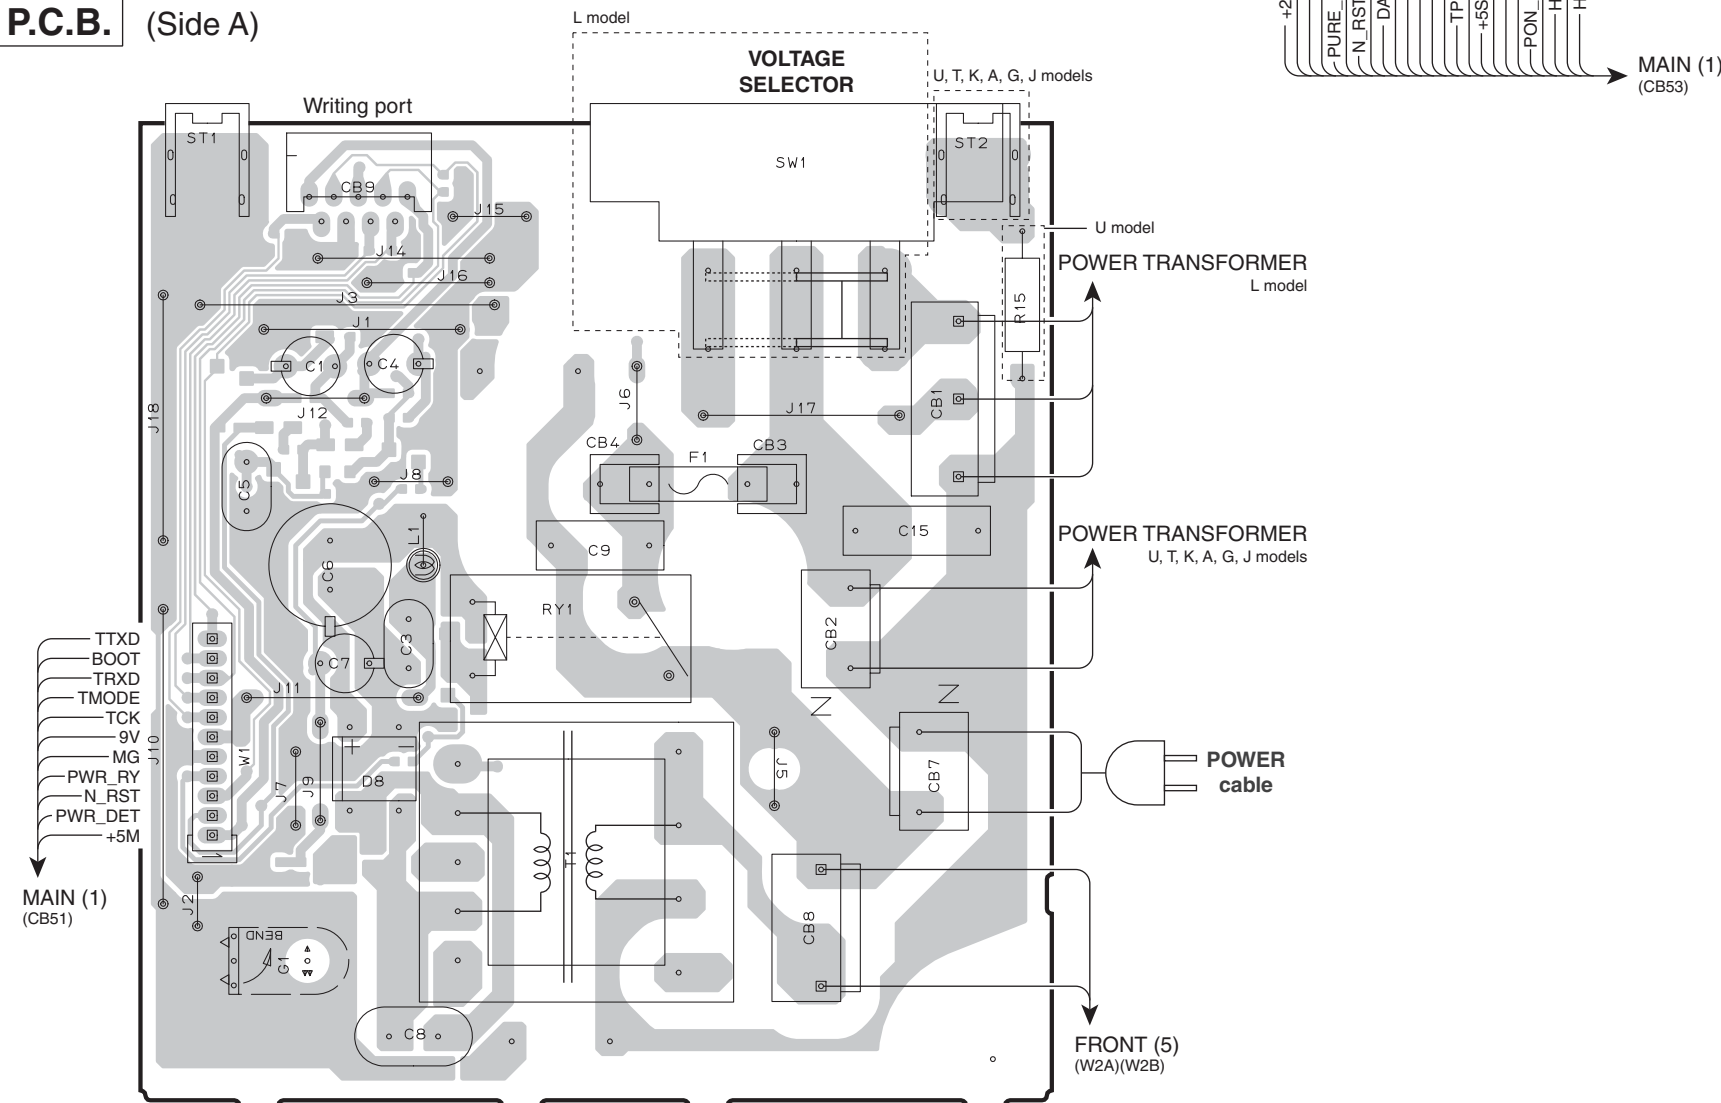 P.C.B. (Side A)
L model
+2
PURE_
N_RST
DA
TP
+5S
PON_
H
H
MAIN (1)
(CB53)
VOLTAGE
SELECTOR
U, T, K, A, G, J models
Writing port
ST1
CB9
SW1
ST2
J15
J14
J16
J3
J1
U model
POWER TRANSFORMER
L model
R15
C1
C4
J12
J18
J6
J17
CB1
CB4
CB3
F1
J8
C5
L1
C9
C15
POWER TRANSFORMER
U, T, K, A, G, J models
C6
RY1
CB2
C3
C7
TTXD
BOOT
TRXD
TMODE
TCK
9V
MG
PWR_RY
N_RST
PWR_DET
+5M
MAIN (1)
(CB51)
J11
J10
W1
J7
J9
D8
+
N
N
J5
CB7
POWER
cable
T1
J2
BEND
G1
CB8
C8
FRONT (5)
(W2A)(W2B)